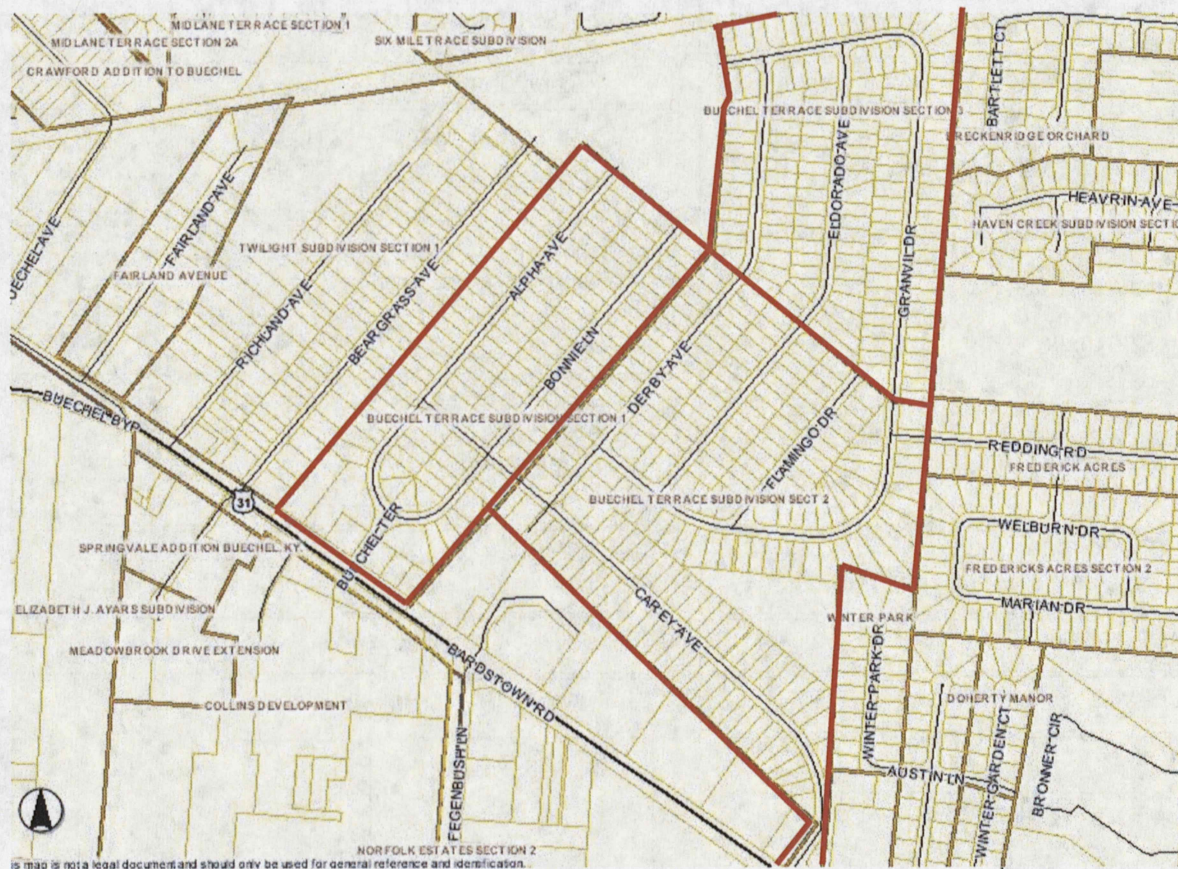 MIDLANE TERRACE SECTION 1
MIDLANE TERRACE SECTION 2A
SIX MILE TRACE SUBDIVISION
CRAWFORD ADDITION TO BUECHEL
BARTLETT CT
BUECHEL TERRACE SUBDIVISION SECTION 3
BRECKENRIDGE ORCHARD
ELDORADO AVE
HEAVRIN AVE
HAVEN CREEK SUBDIVISION SECTIO
UECHEL AVE
FAIRLAND AVE
TWILIGHT SUBDIVISION SECTION 1
FAIRLAND AVENUE
ALPHA AVE
GRANVIL DR
RICHLAND AVE
BEARGRASS AVE
BONNIE LN
DERBY AVE
BUECHEL BYP
BUECHEL TERRACE SUBDIVISION SECTION 1
FLAMINGO DR
REDDING RD
FREDERICK ACRES
31
BUECHEL TERRACE SUBDIVISION SECT 2
WELBURN DR
BUECHEL TER
SPRINGVALE ADDITION BUECHEL. KY.
FREDERICKS ACRES SECTION 2
MARIAN DR
ELIZABETH J. AYARS SUBDIVISION
CAREY AVE
WINTER PARK
MEADOWBROOK DRIVE EXTENSION
BARDSTOWN RD
WINTER PARK DR
COLLINS DEVELOPMENT
DOHERTY MANOR
WINTER GARDEN CT
BRONNER CIR
AUSTIN LN
FEGENBUSH LN
NORFOLK ESTATES SECTION 2
is map is not a legal document and should only be used for general reference and identification.